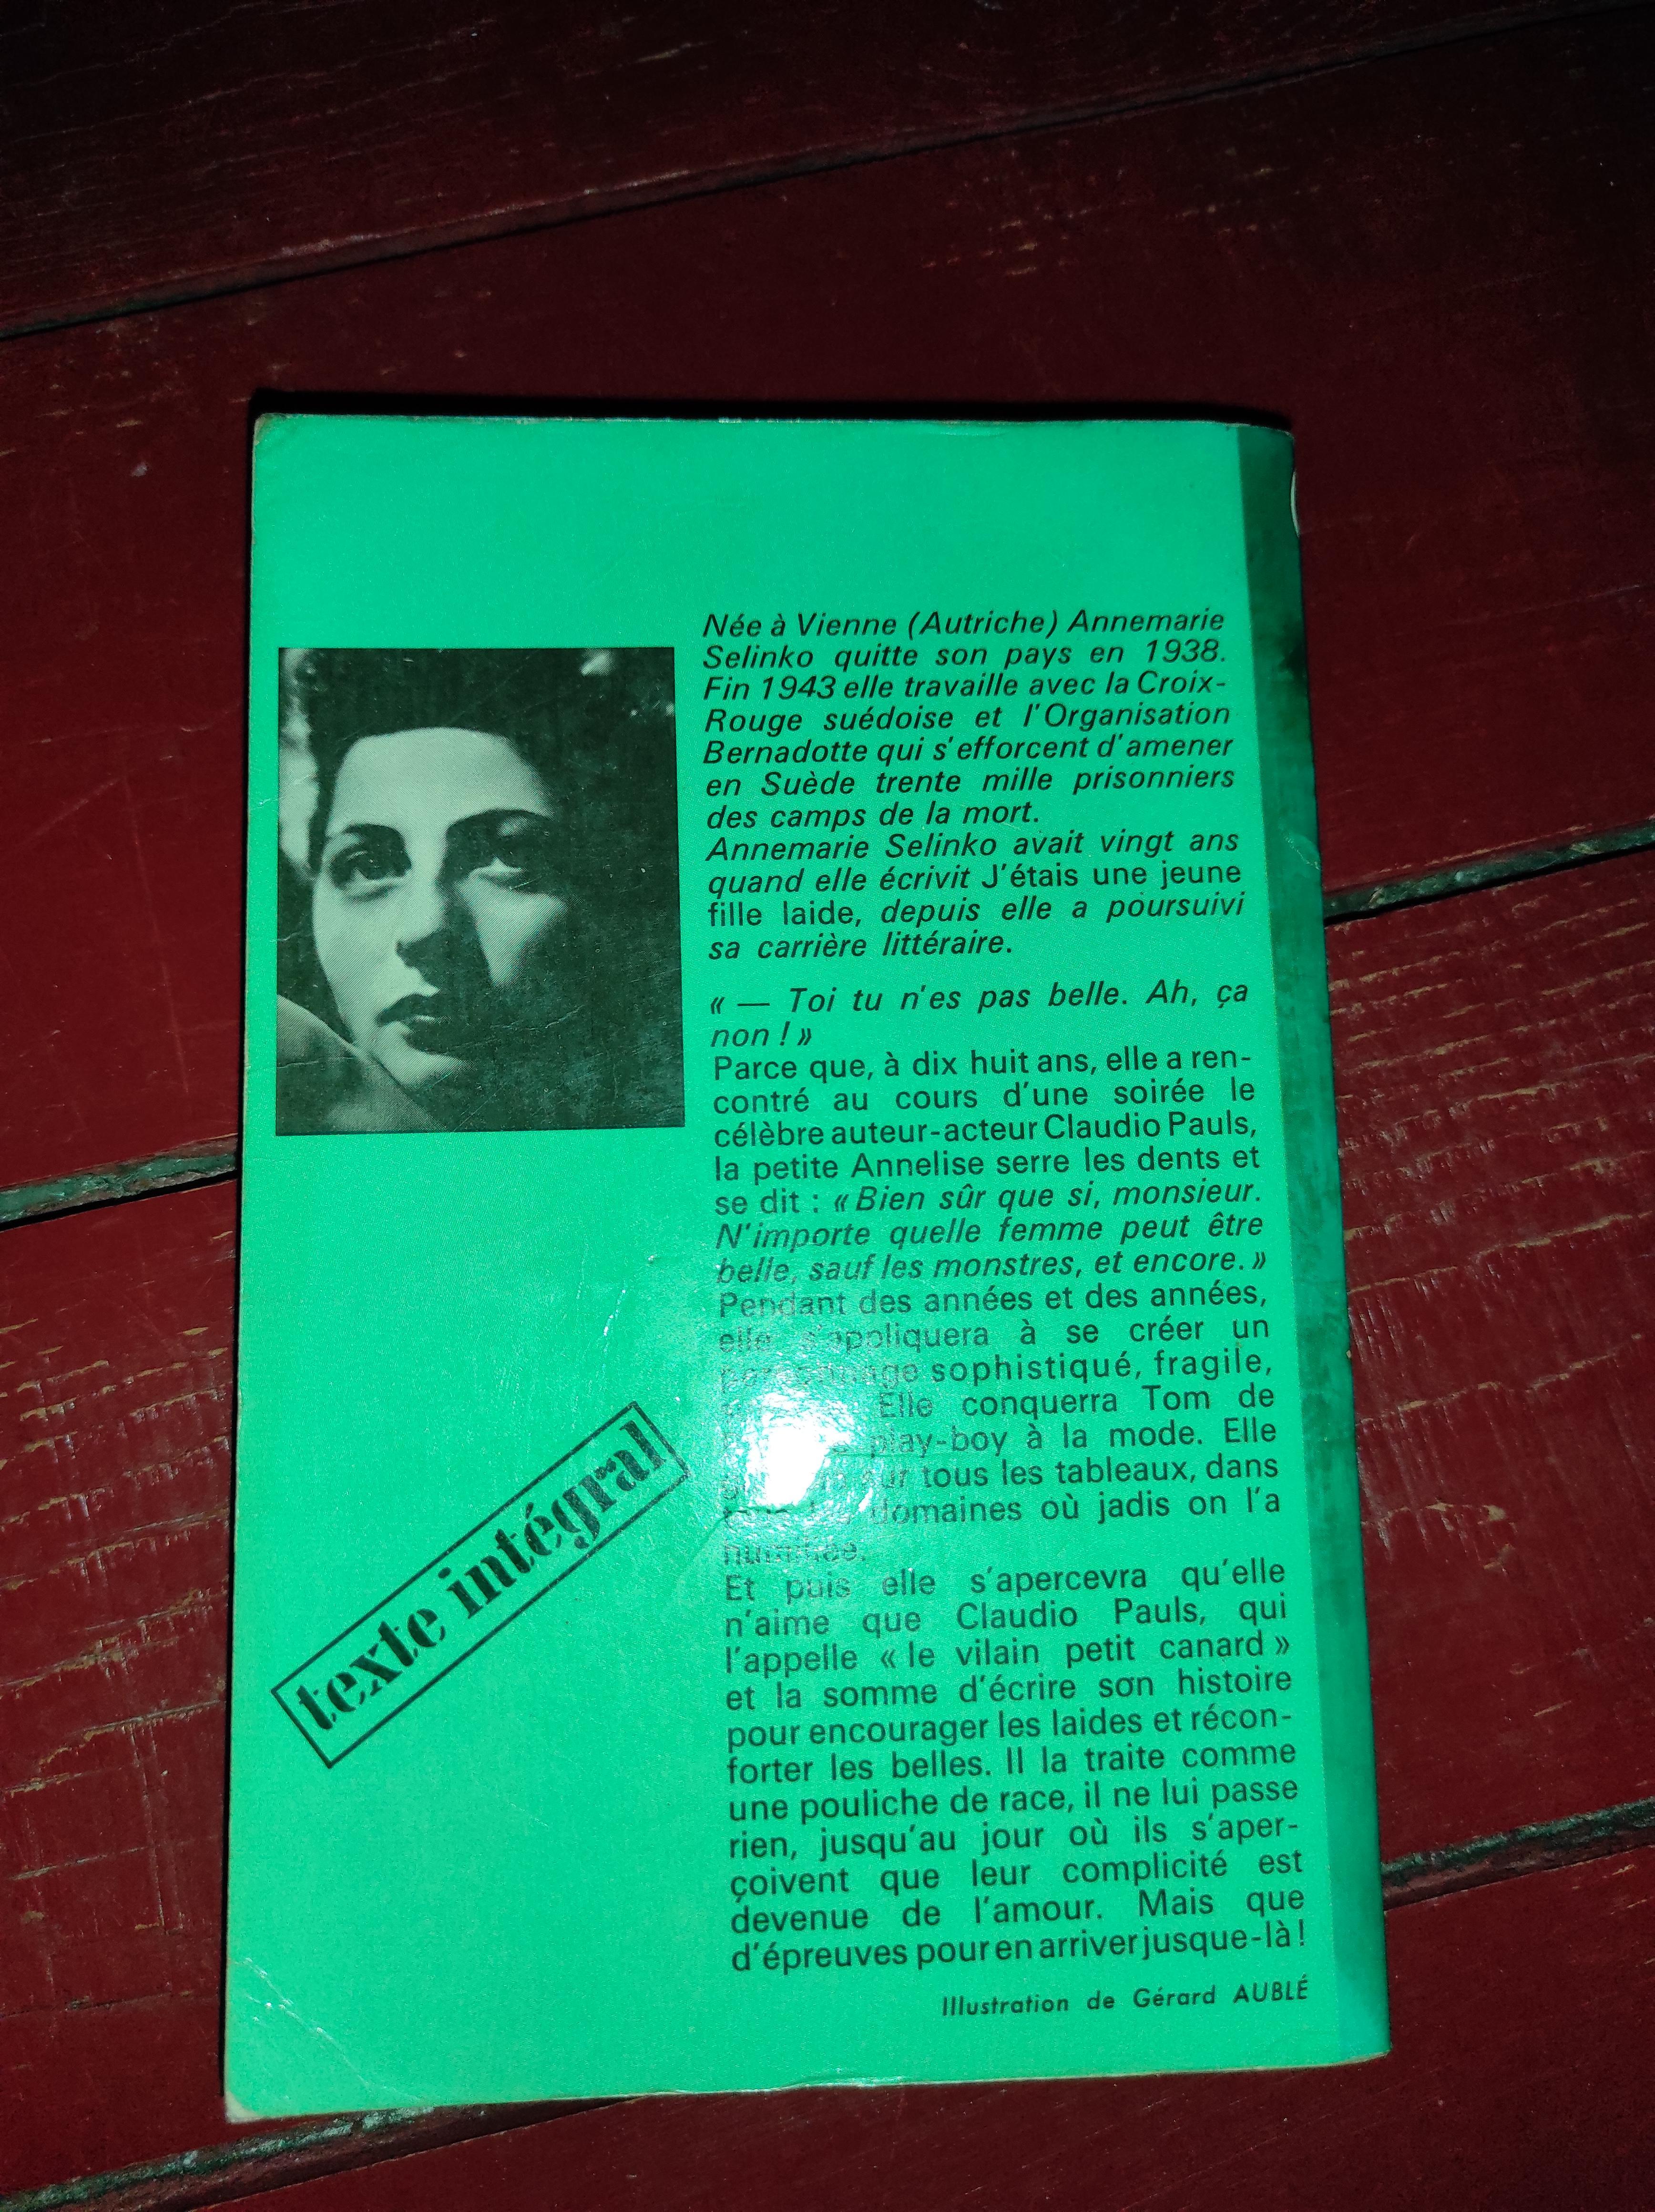 Née à Vienne (Autriche) Annemarie
Selinko quitte son pays en 1938.
Fin 1943 elle travaille avec la Croix-
Rouge suédoise et l'Organisation
Bernadotte qui s'efforcent d'amener
en Suède trente mille prisonniers
des camps de la mort.
Annemarie Selinko avait vingt ans
quand elle écrivit J'étais une jeune
fille laide, depuis elle a poursuivi
sa carrière littéraire.
« — Toi tu n'es pas belle. Ah, ça
non ! »
Parce que, à dix huit ans, elle a ren-
contré au cours d'une soirée le
célèbre auteur-acteur Claudio Pauls,
la petite Annelise serre les dents et
se dit : « Bien sûr que si, monsieur.
N'importe quelle femme peut être
belle, sauf les monstres, et encore. »
Pendant des années et des années,
elle s'appliquera à se créer un
personnage sophistiqué, fragile,
Elle conquerra Tom de
play-boy à la mode. Elle
sur tous les tableaux, dans
domaines où jadis on l'a
humiliée.
Et puis elle s'apercevra qu'elle
n'aime que Claudio Pauls, qui
l'appelle « le vilain petit canard »
et la somme d'écrire son histoire
pour encourager les laides et récon-
forter les belles. Il la traite comme
une pouliche de race, il ne lui passe
rien, jusqu'au jour où ils s'aper-
çoivent que leur complicité est
devenue de l'amour. Mais que
d'épreuves pour en arriver jusque-là !
Illustration de Gérard AUBLÉ
texte intégral